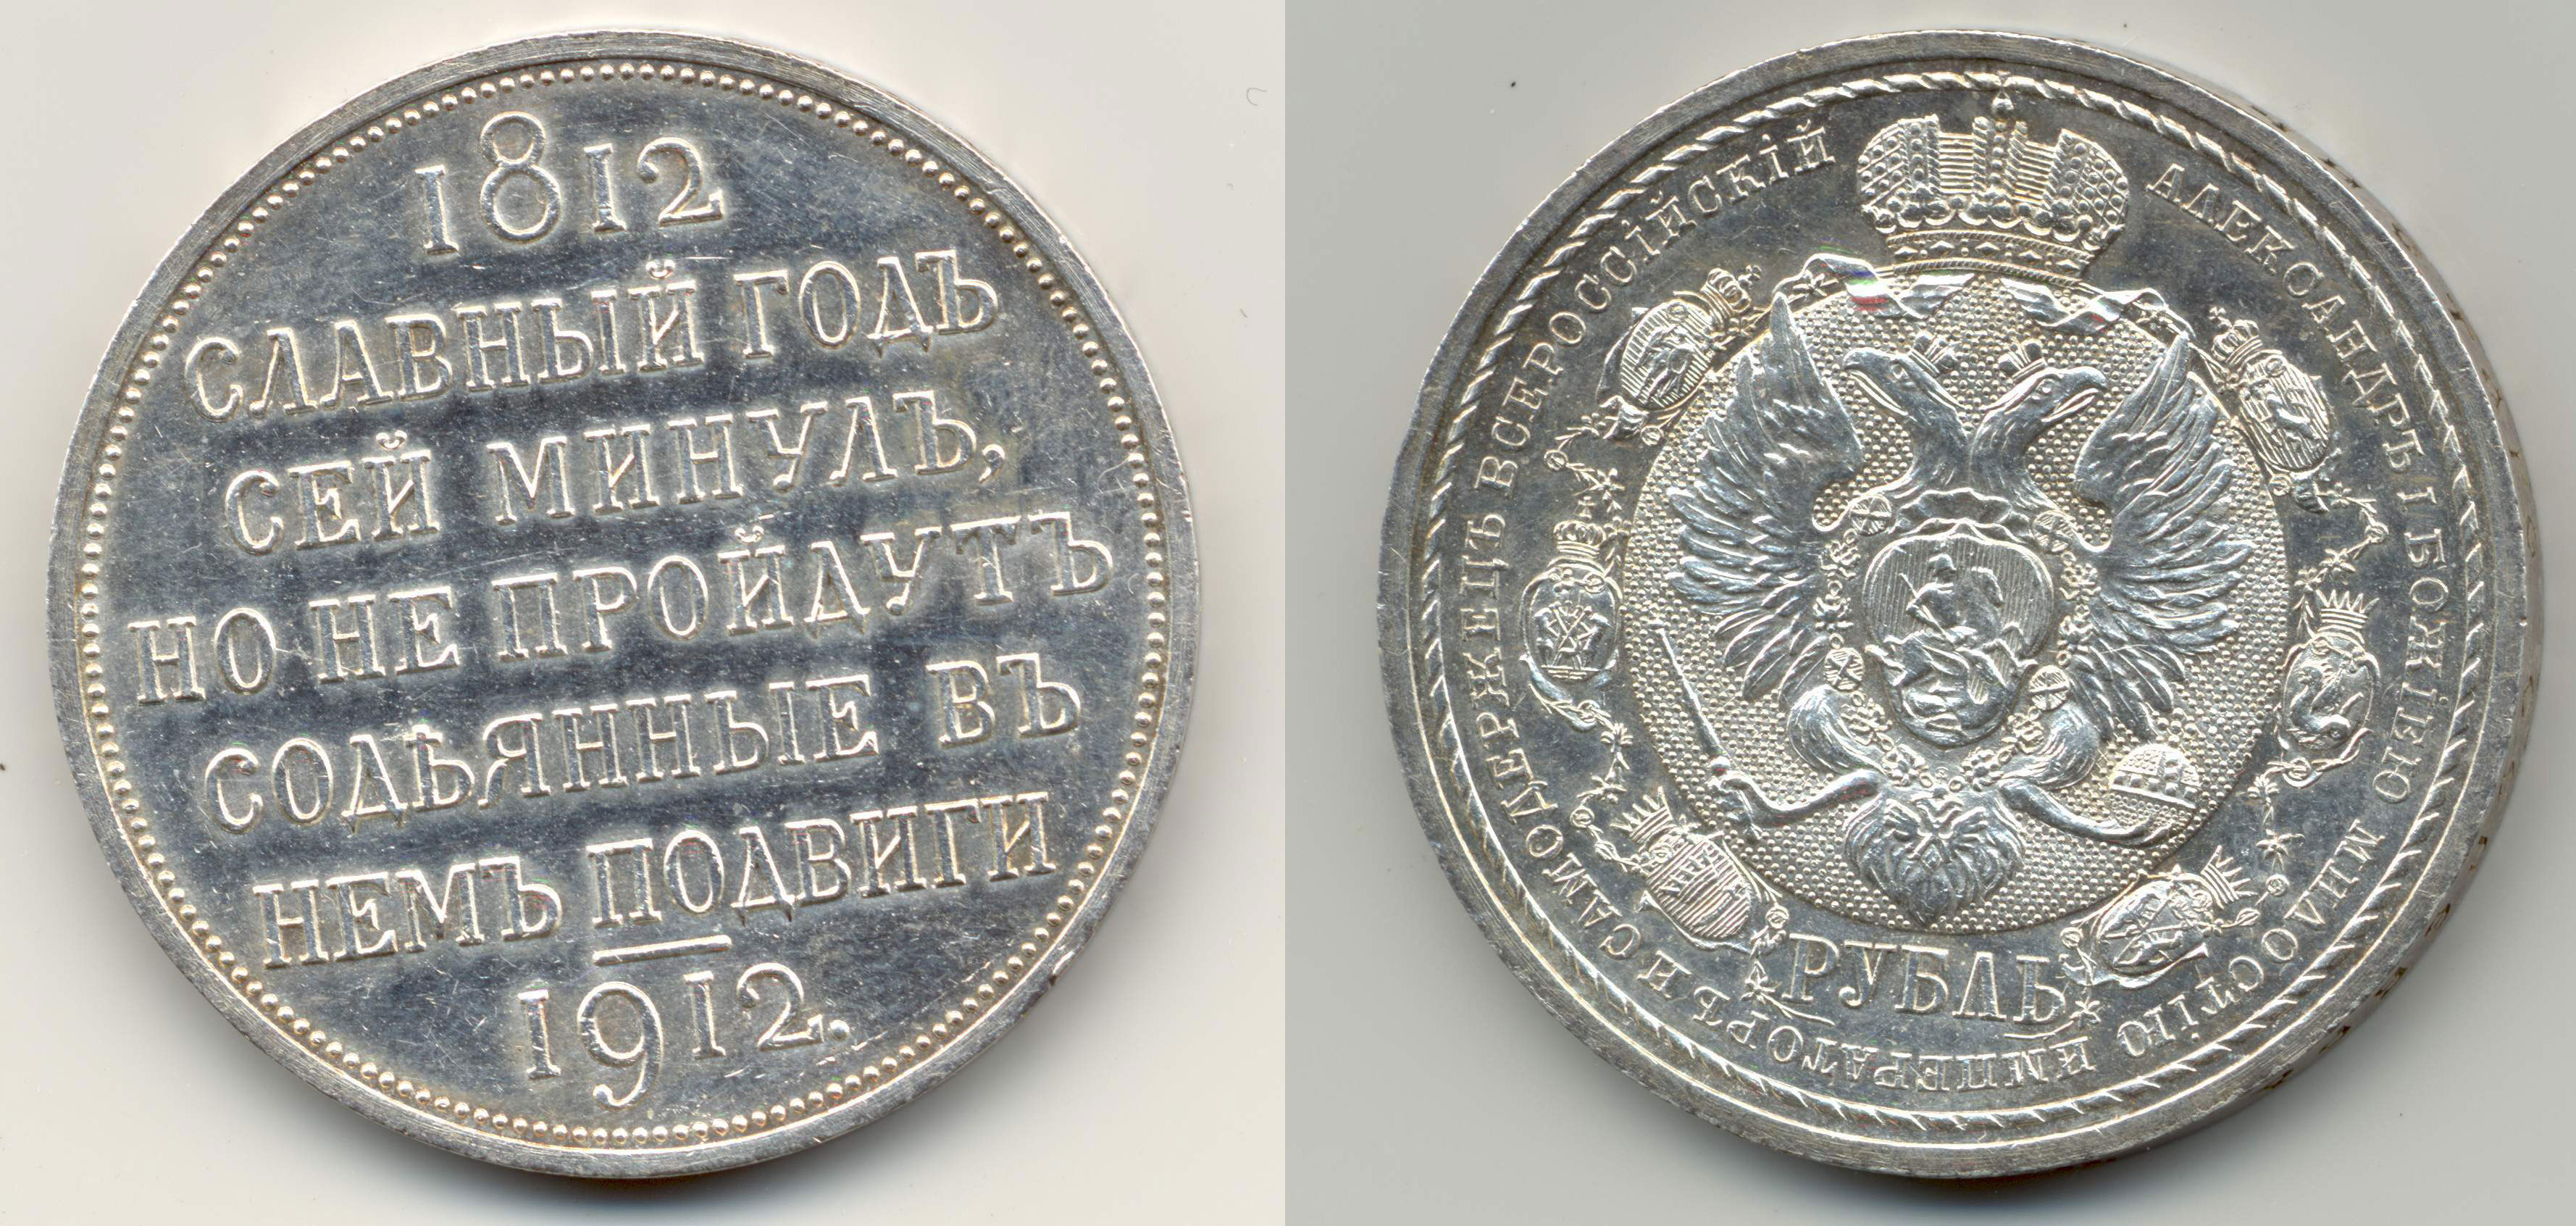 1812
СЛАВНЫЙ ГОДЪ
СЕЙ МИНУЛЪ,
НО НЕ ПРОЙДУТЪ
СОДѢЯННЫЕ ВЪ
НЕМЪ ПОДВИГИ
1912.
АЛЕКСАНДРЪ I БОЖІЕЮ МИЛОСТІЮ ИМПЕРАТОРЪ И САМОДЕРЖЕЦЪ ВСЕРОССІЙСКІЙ
РУБЛЬ